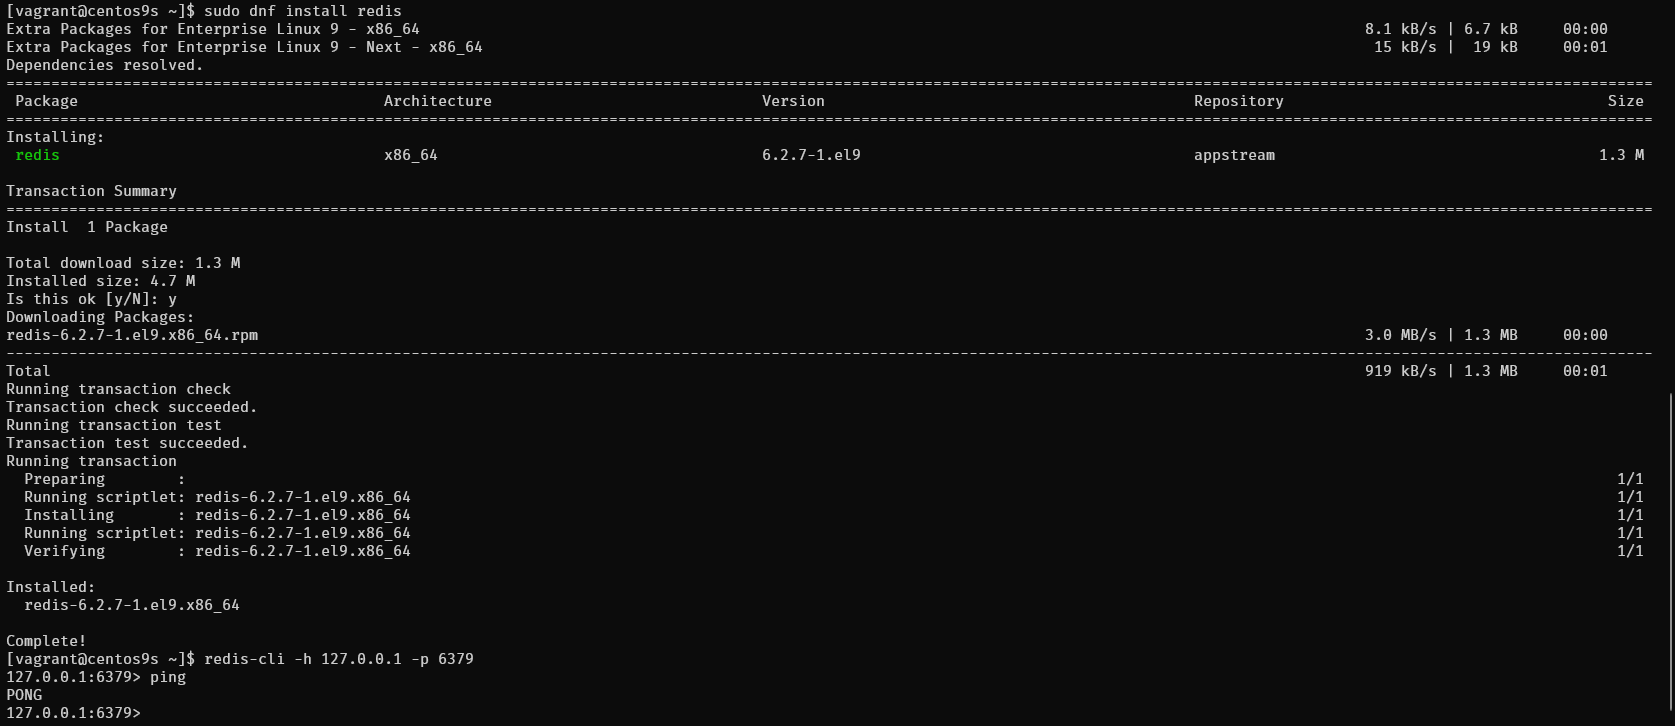 [vagrant@centos9s ~]$ sudo dnf install redis
Extra Packages for Enterprise Linux 9 - x86_64 8.1 kB/s | 6.7 kB 00:00
Extra Packages for Enterprise Linux 9 - Next - x86_64 15 kB/s | 19 kB 00:01
Dependencies resolved.
================================================================================
Package Architecture Version Repository Size
================================================================================
Installing:
redis x86_64 6.2.7-1.el9 appstream 1.3 M
Transaction Summary
================================================================================
Install 1 Package
Total download size: 1.3 M
Installed size: 4.7 M
Is this ok [y/N]: y
Downloading Packages:
redis-6.2.7-1.el9.x86_64.rpm 3.0 MB/s | 1.3 MB 00:00
--------------------------------------------------------------------------------
Total 919 kB/s | 1.3 MB 00:01
Running transaction check
Transaction check succeeded.
Running transaction test
Transaction test succeeded.
Running transaction
Preparing : 1/1
Running scriptlet: redis-6.2.7-1.el9.x86_64 1/1
Installing : redis-6.2.7-1.el9.x86_64 1/1
Running scriptlet: redis-6.2.7-1.el9.x86_64 1/1
Verifying : redis-6.2.7-1.el9.x86_64 1/1
Installed:
redis-6.2.7-1.el9.x86_64
Complete!
[vagrant@centos9s ~]$ redis-cli -h 127.0.0.1 -p 6379
127.0.0.1:6379> ping
PONG
127.0.0.1:6379>